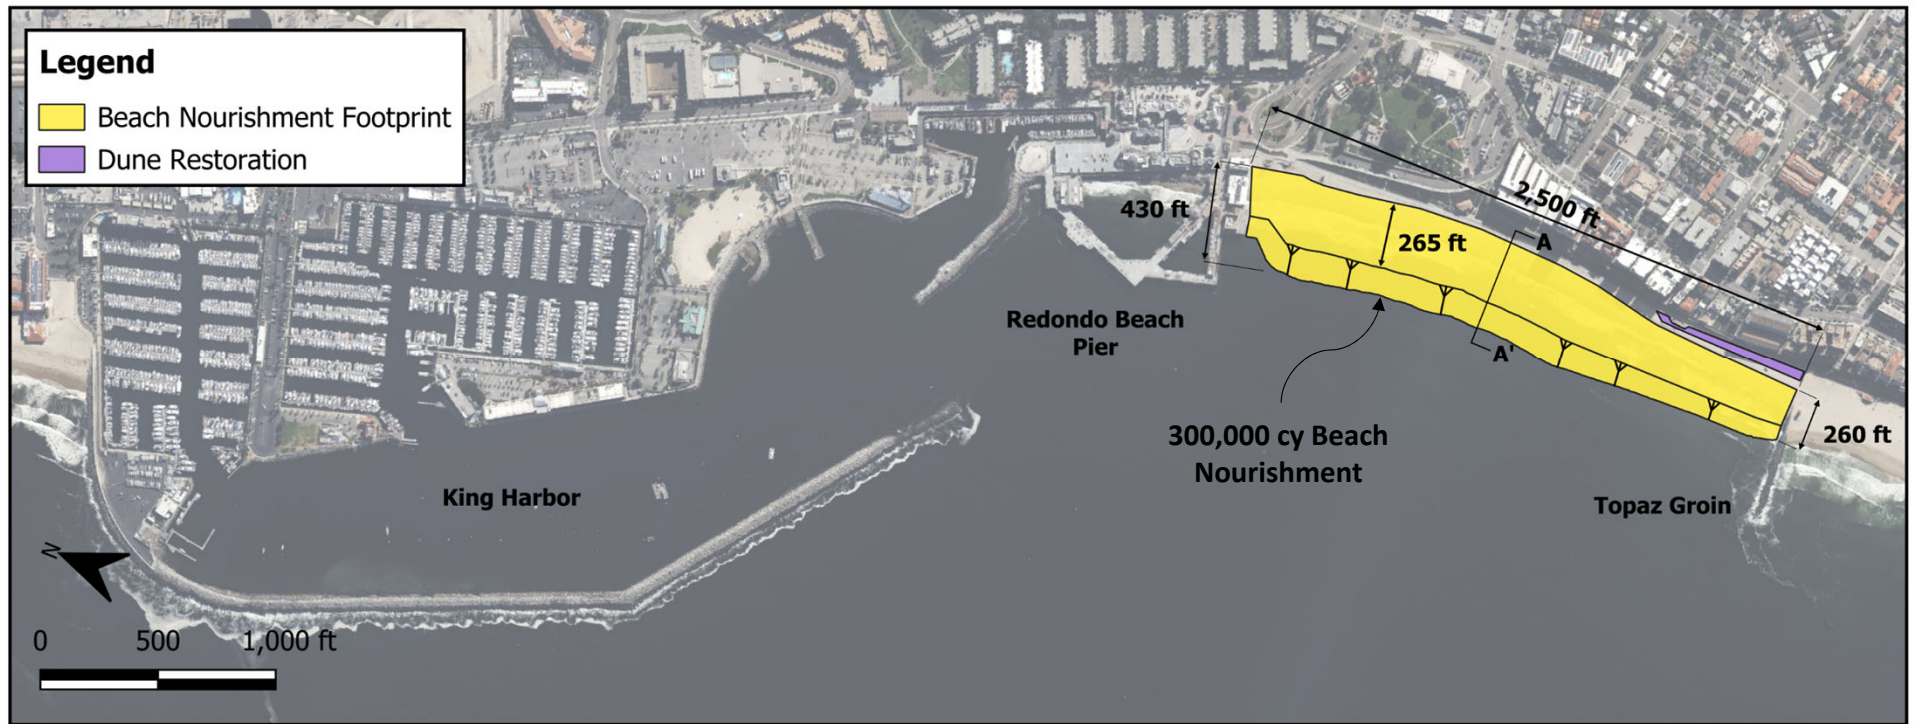 Legend
Beach Nourishment Footprint
Dune Restoration
430 ft
2,500 ft
265 ft
A
Redondo Beach
Pier
A'
300,000 cy Beach
Nourishment
260 ft
King Harbor
Topaz Groin
N
0 500 1,000 ft